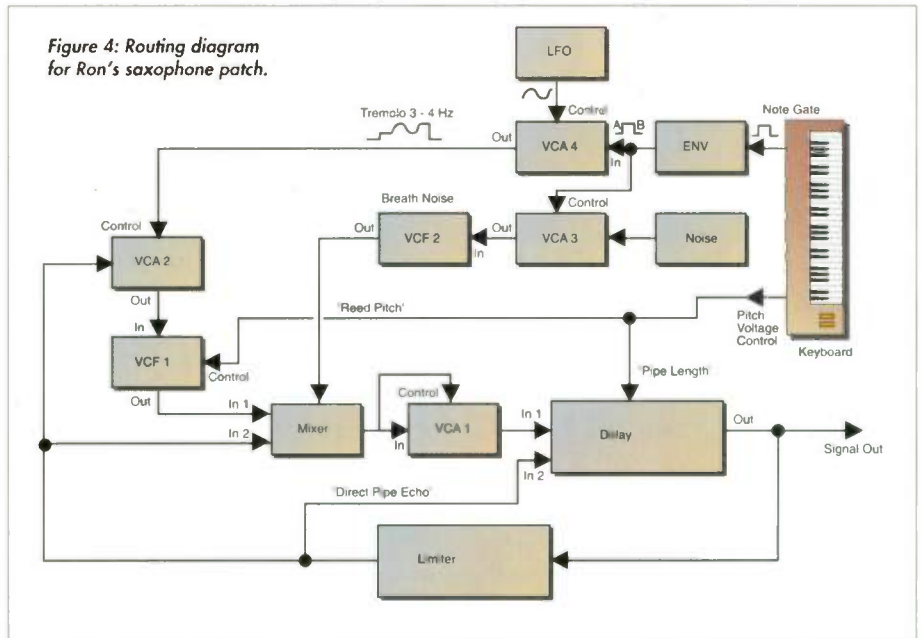 Figure 4: Routing diagram
for Ron's saxophone patch.
LFO
Control
Note Gate
Tremolo 3 - 4 Hz
Out
VCA 4
In
A
B
ENV
Breath Noise
Control
Control
Out
VCF 2
In
Out
VCA 3
Noise
VCA 2
Out
In
'Reed Pitch'
Pitch
Voltage
Control
Keyboard
VCF 1
Control
'Pipe Length'
Out
In 1
In 2
Mixer
Control
In
VCA 1
In 1
In 2
Delay
Out
Signal Out
'Direct Pipe Echo'
Limiter